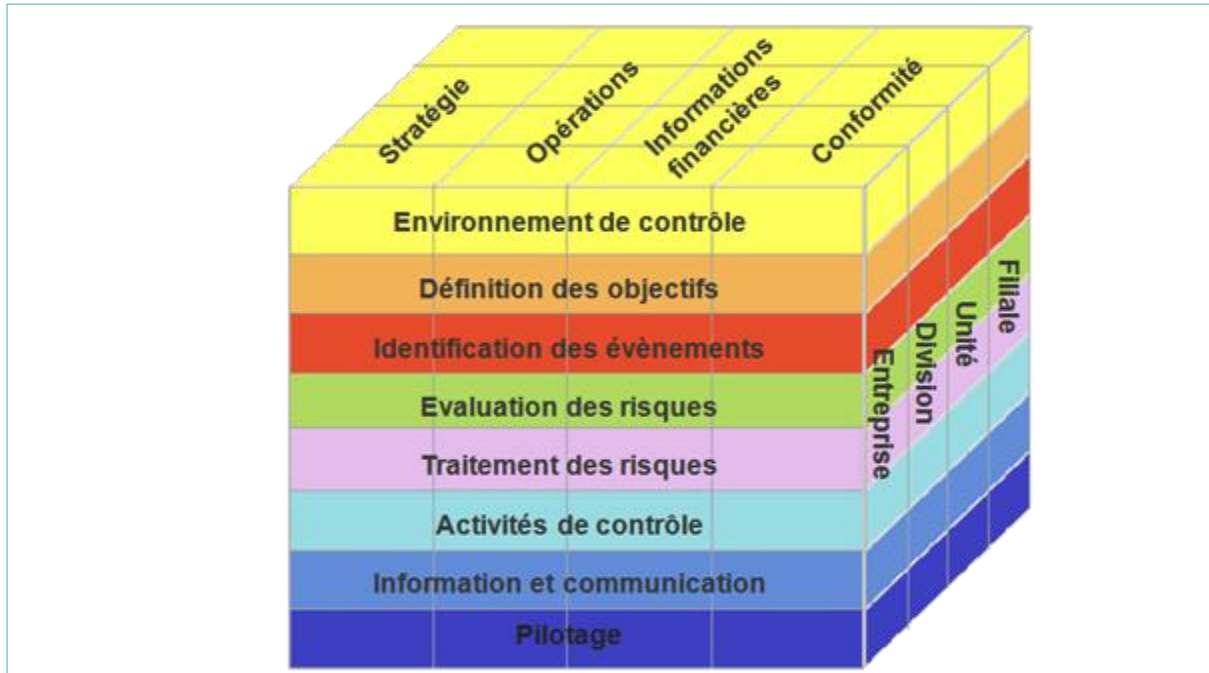 Stratégie
Opérations
Informations
financières
Conformité
Environnement de contrôle
Définition des objectifs
Identification des évènements
Evaluation des risques
Traitement des risques
Activités de contrôle
Information et communication
Pilotage
Entreprise
Division
Unité
Filiale